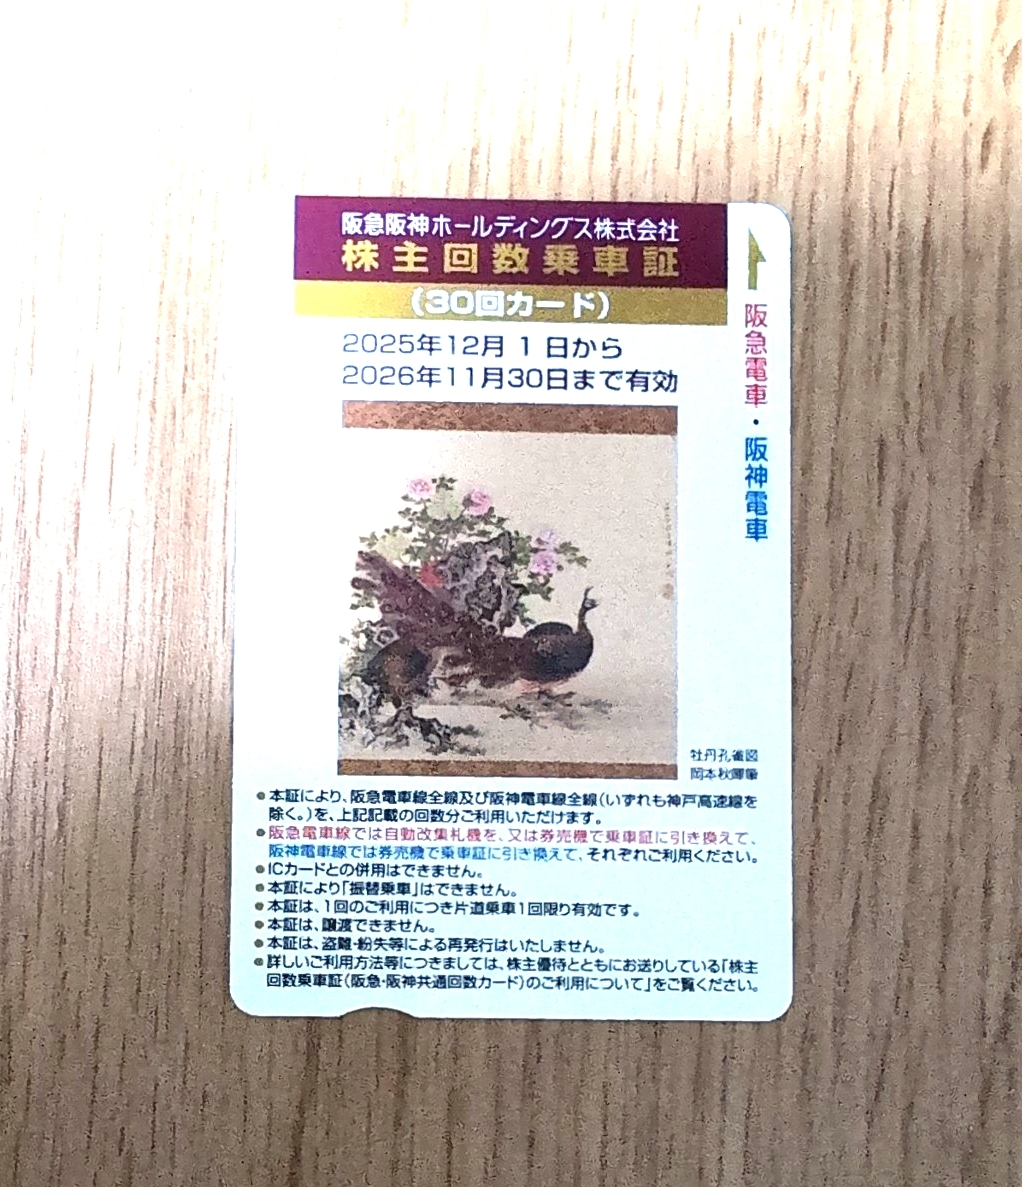 阪急阪神ホールディングス株式会社
株主回数乗車証
(30回カード)
2025年12月1日から
2026年11月30日まで有効
阪急電車・阪神電車
牡丹孔雀図
岡本秋暉筆
●本証により、阪急電車線全線及び阪神電車線全線(いずれも神戸高速線を
除く。)を、上記記載の回数分ご利用いただけます。
●阪急電車線では自動改集札機を、又は券売機で乗車証に引き換えて、
阪神電車線では券売機で乗車証に引き換えて、それぞれご利用ください。
●ICカードとの併用はできません。
●本証により「振替乗車」はできません。
●本証は、1回のご利用につき片道乗車1回限り有効です。
●本証は、譲渡できません。
●本証は、盗難・紛失等による再発行はいたしません。
●詳しいご利用方法等につきましては、株主優待とともにお送りしている「株主
回数乗車証(阪急・阪神共通回数カード)のご利用について」をご覧ください。